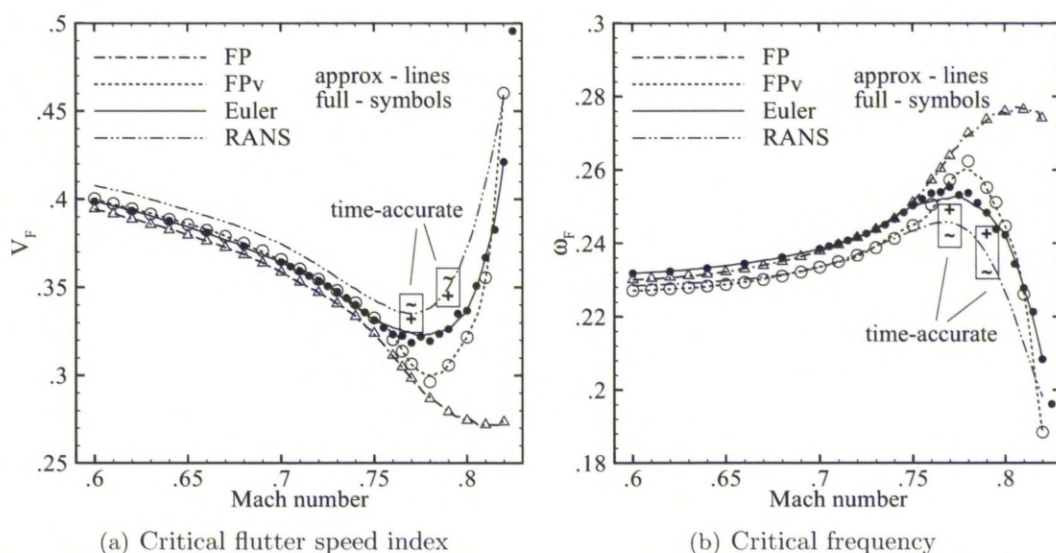 .5
.45
.4
.35
.3
.25
V_F
FP
FPv
Euler
RANS
approx - lines
full - symbols
time-accurate
~
+
~
+
.6 .65 .7 .75 .8
Mach number
(a) Critical flutter speed index
.3
.28
.26
.24
.22
.2
.18
ω_F
FP
FPv
Euler
RANS
approx - lines
full - symbols
+
~
+
~
time-accurate
.6 .65 .7 .75 .8
Mach number
(b) Critical frequency